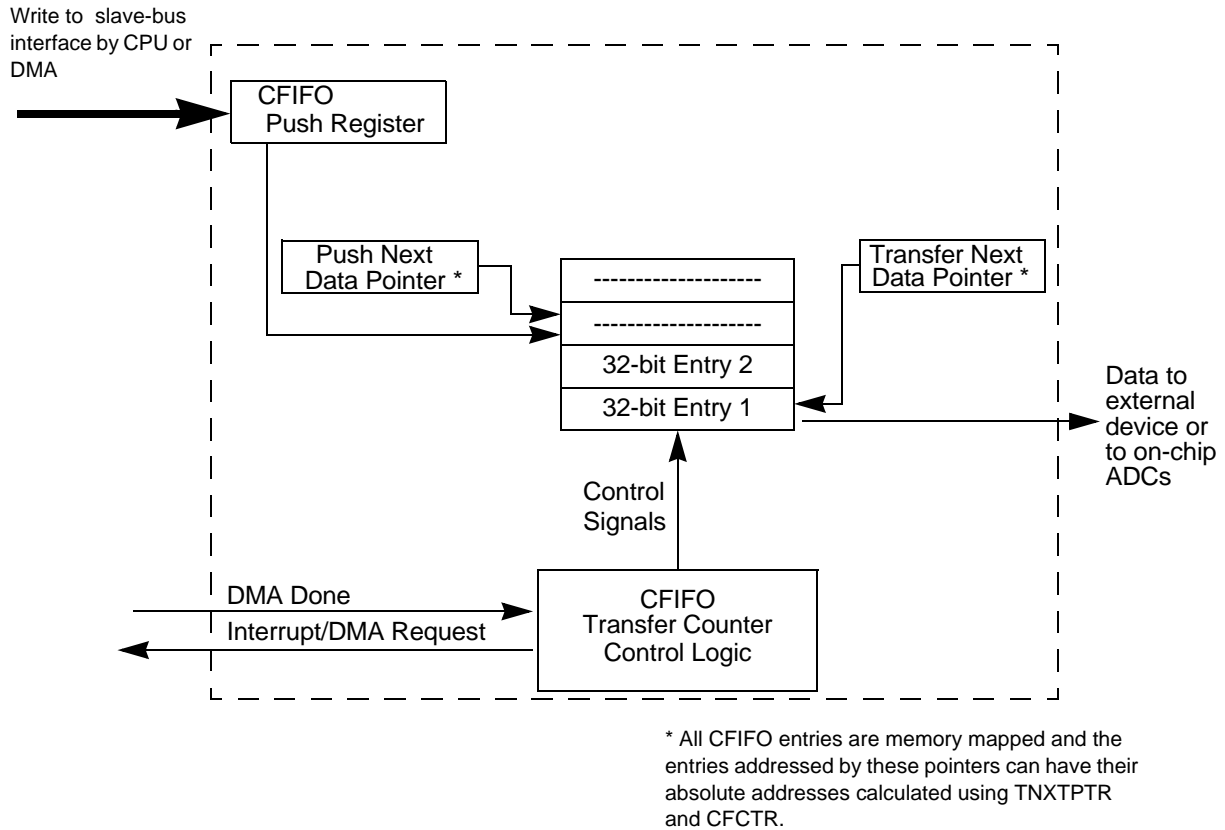 Write to slave-bus
interface by CPU or
DMA
CFIFO
Push Register
Push Next
Data Pointer *
Transfer Next
Data Pointer *
---------------------
---------------------
32-bit Entry 2
32-bit Entry 1
Data to
external
device or
to on-chip
ADCs
Control
Signals
DMA Done
Interrupt/DMA Request
CFIFO
Transfer Counter
Control Logic
* All CFIFO entries are memory mapped and the
entries addressed by these pointers can have their
absolute addresses calculated using TNXTPTR
and CFCTR.